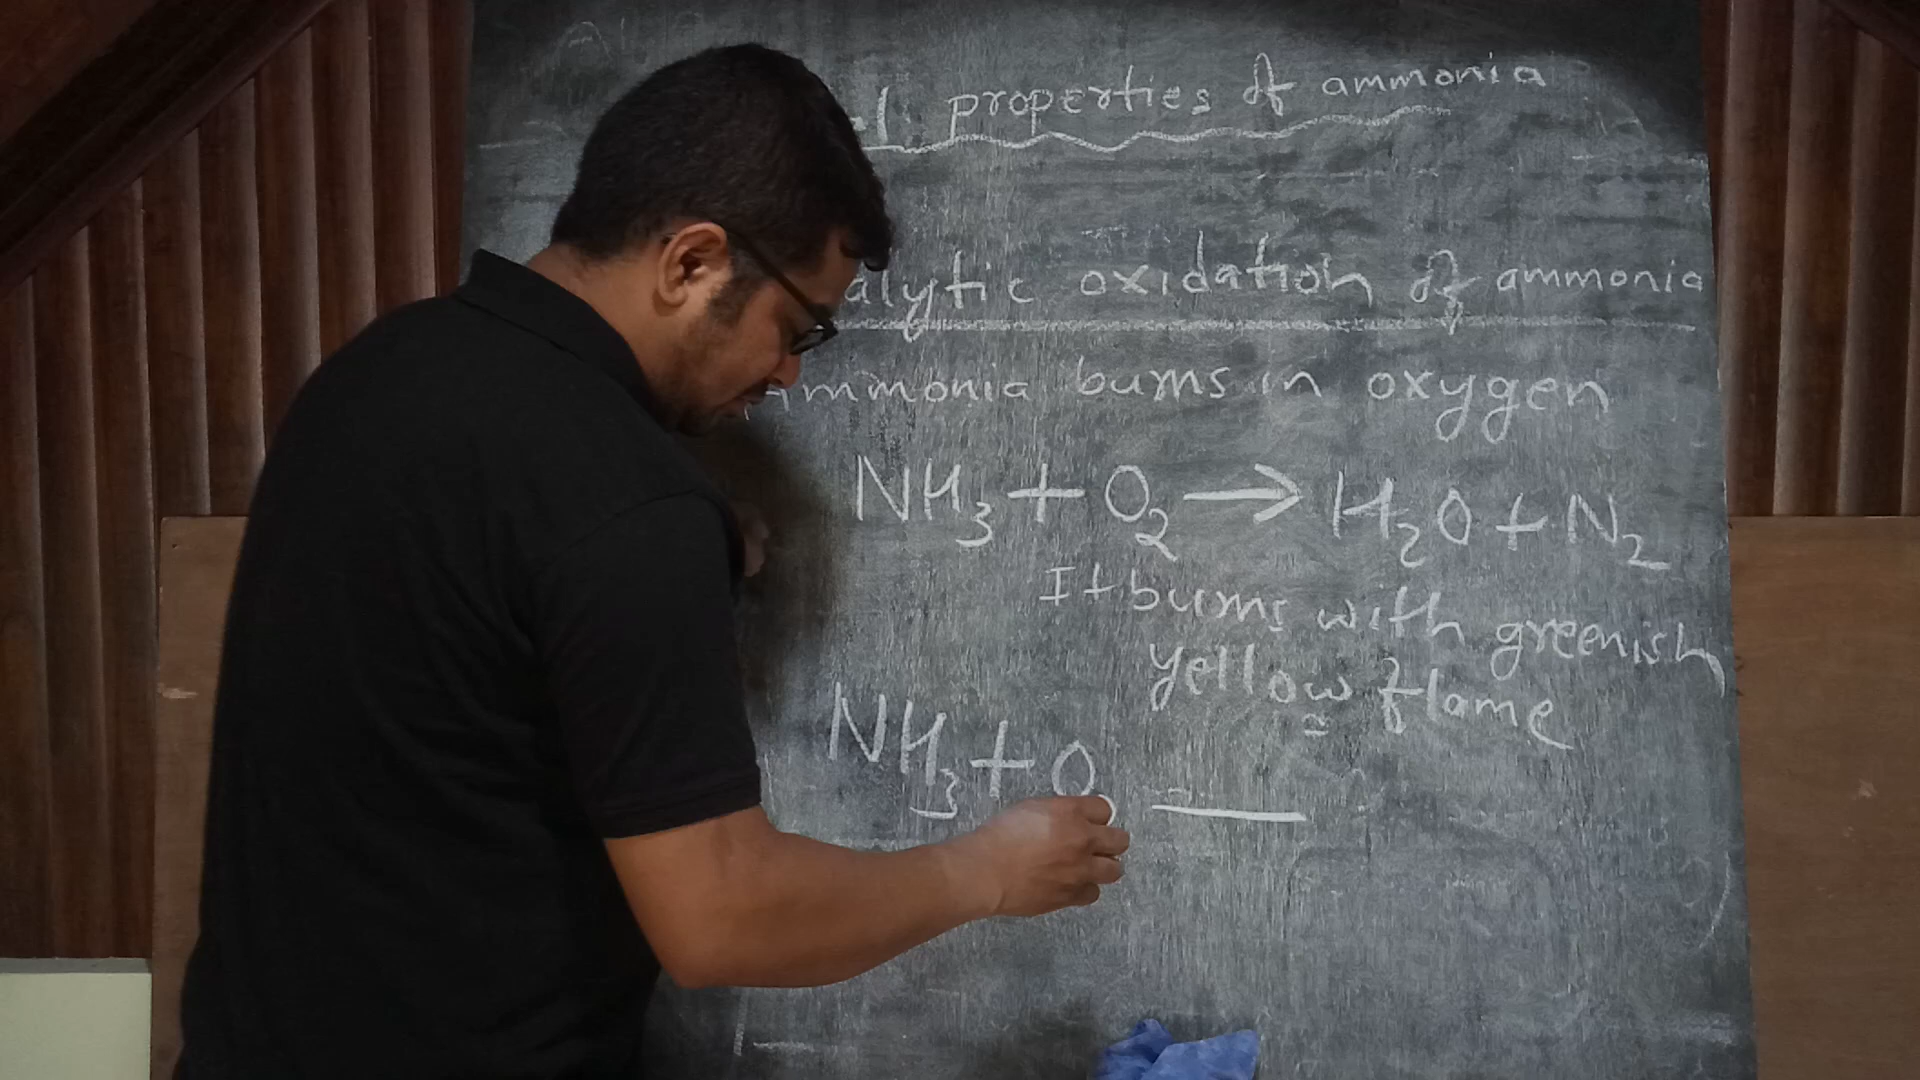 properties of ammonia
alytic oxidation of ammonia
Ammonia burns in oxygen
NH₃ + O₂ → H₂O + N₂
It burns with greenish
yellow flame
NH₃ + O